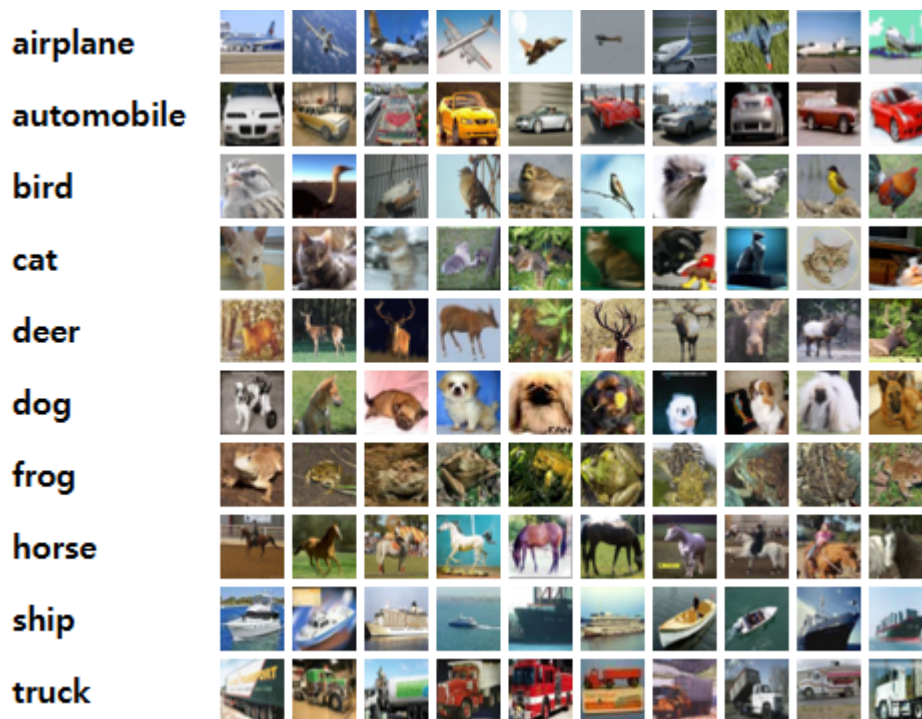 airplane
automobile
bird
cat
deer
dog
frog
horse
ship
truck